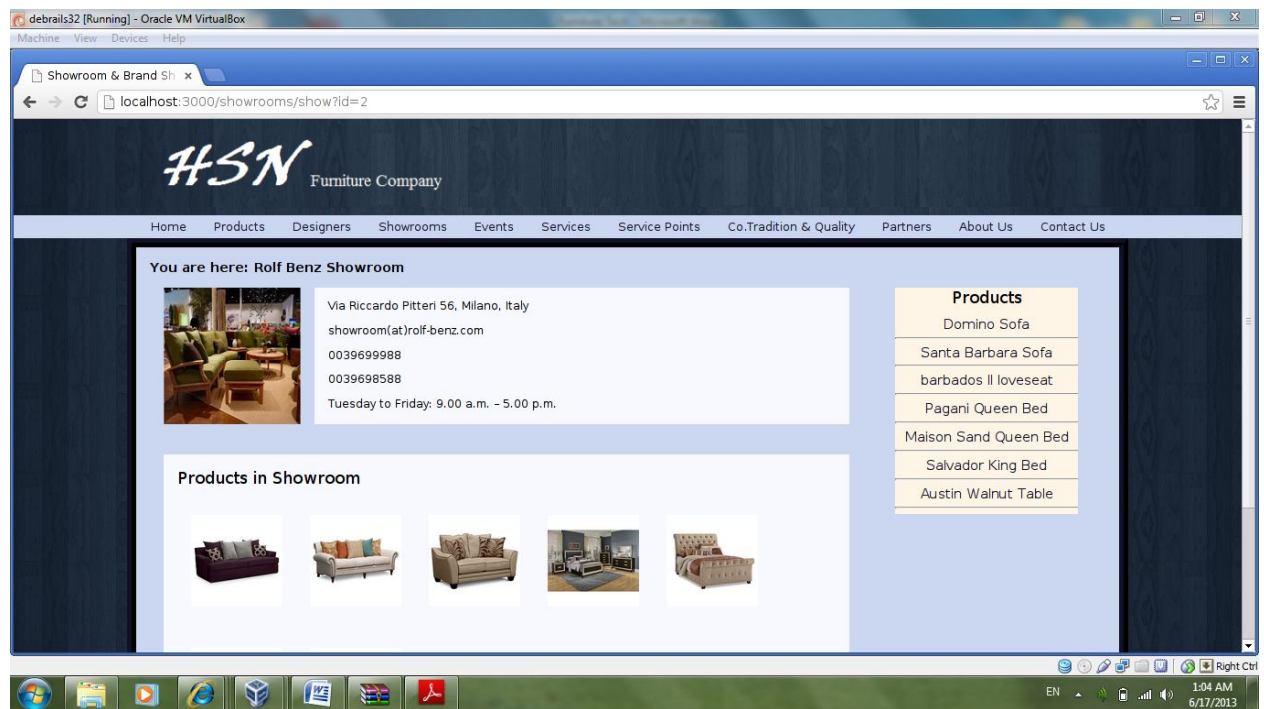 debrails32 [Running] - Oracle VM VirtualBox
Machine View Devices Help
Showroom & Brand Sh
localhost:3000/showrooms/show?id=2
HSN Furniture Company
Home Products Designers Showrooms Events Services Service Points Co.Tradition & Quality Partners About Us Contact Us
You are here: Rolf Benz Showroom
Via Riccardo Pitteri 56, Milano, Italy
showroom(at)rolf-benz.com
0039699988
0039698588
Tuesday to Friday: 9.00 a.m. – 5.00 p.m.
Products in Showroom
Products
Domino Sofa
Santa Barbara Sofa
barbados II loveseat
Pagani Queen Bed
Maison Sand Queen Bed
Salvador King Bed
Austin Walnut Table
Right Ctrl
EN
1:04 AM
6/17/2013